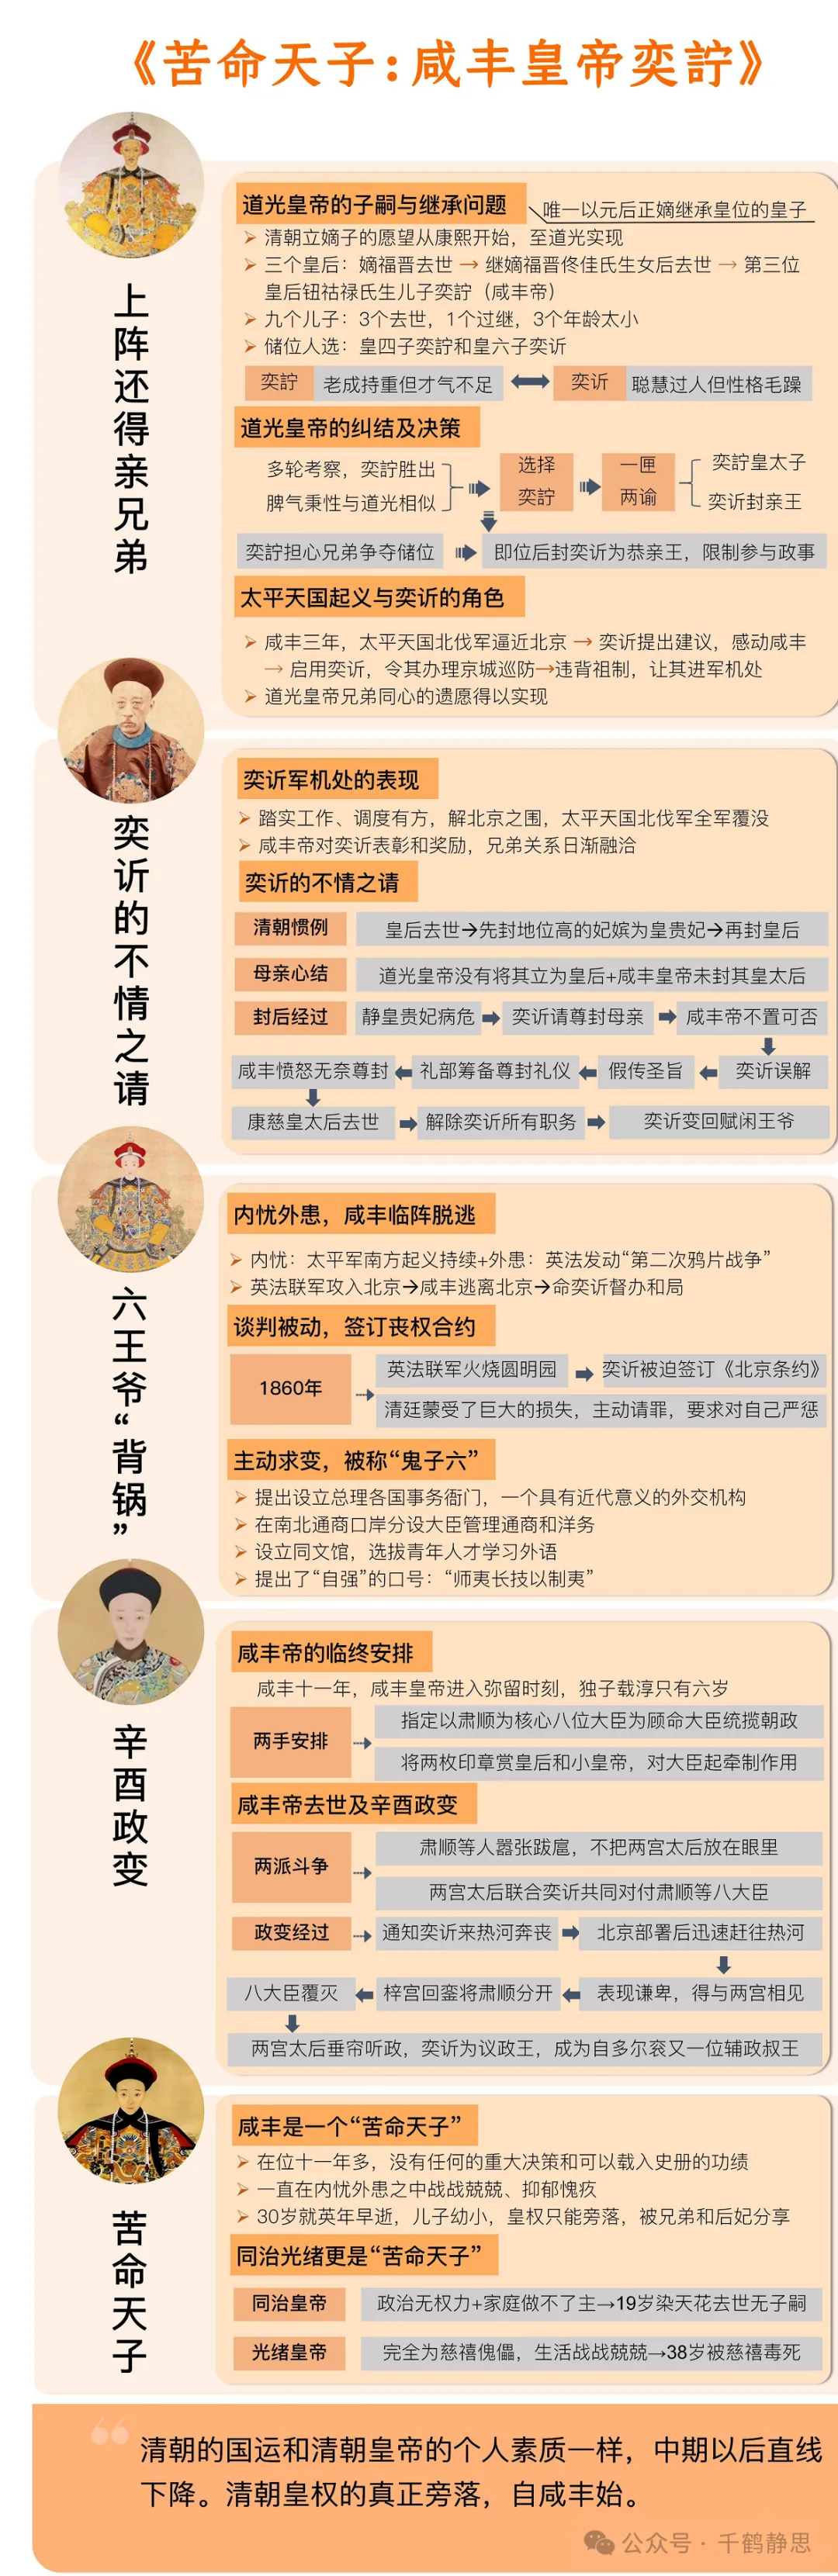 《苦命天子:咸丰皇帝奕詝》
上阵还得亲兄弟
道光皇帝的子嗣与继承问题
唯一以元后正嫡继承皇位的皇子
➢ 清朝立嫡子的愿望从康熙开始，至道光实现
➢ 三个皇后：嫡福晋去世 → 继嫡福晋佟佳氏生女后去世 → 第三位
皇后钮祜禄氏生儿子奕詝（咸丰帝）
➢ 九个儿子：3个去世，1个过继，3个年龄太小
➢ 储位人选：皇四子奕詝和皇六子奕䜣
奕詝 老成持重但才气不足 奕䜣 聪慧过人但性格毛躁
道光皇帝的纠结及决策
多轮考察，奕詝胜出
脾气秉性与道光相似
选择
奕詝
一匣
两谕
奕詝皇太子
奕䜣封亲王
奕詝担心兄弟争夺储位
即位后封奕䜣为恭亲王，限制参与政事
太平天国起义与奕䜣的角色
➢ 咸丰三年，太平天国北伐军逼近北京 → 奕䜣提出建议，感动咸丰
→ 启用奕䜣，令其办理京城巡防→违背祖制，让其进军机处
➢ 道光皇帝兄弟同心的遗愿得以实现
奕䜣的不情之请
奕䜣军机处的表现
➢ 踏实工作、调度有方，解北京之围，太平天国北伐军全军覆没
➢ 咸丰帝对奕䜣表彰和奖励，兄弟关系日渐融洽
奕䜣的不情之请
清朝惯例 皇后去世→先封地位高的妃嫔为皇贵妃→再封皇后
母亲心结 道光皇帝没有将其立为皇后+咸丰皇帝未封其皇太后
封后经过 静皇贵妃病危 奕䜣请尊封母亲 咸丰帝不置可否
咸丰愤怒无奈尊封 礼部筹备尊封礼仪 假传圣旨 奕䜣误解
康慈皇太后去世 解除奕䜣所有职务 奕䜣变回赋闲王爷
六王爷“背锅”
内忧外患，咸丰临阵脱逃
➢ 内忧：太平军南方起义持续+外患：英法发动“第二次鸦片战争”
➢ 英法联军攻入北京→咸丰逃离北京→命奕䜣督办和局
谈判被动，签订丧权合约
1860年
英法联军火烧圆明园 奕䜣被迫签订《北京条约》
清廷蒙受了巨大的损失，主动请罪，要求对自己严惩
主动求变，被称“鬼子六”
➢ 提出设立总理各国事务衙门，一个具有近代意义的外交机构
➢ 在南北通商口岸分设大臣管理通商和洋务
➢ 设立同文馆，选拔青年人才学习外语
➢ 提出了“自强”的口号：“师夷长技以制夷”
辛酉政变
咸丰帝的临终安排
咸丰十一年，咸丰皇帝进入弥留时刻，独子载淳只有六岁
两手安排
指定以肃顺为核心八位大臣为顾命大臣统揽朝政
将两枚印章赏皇后和小皇帝，对大臣起牵制作用
咸丰帝去世及辛酉政变
两派斗争
肃顺等人嚣张跋扈，不把两宫太后放在眼里
两宫太后联合奕䜣共同对付肃顺等八大臣
政变经过 通知奕䜣来热河奔丧 北京部署后迅速赶往热河
八大臣覆灭 梓宫回銮将肃顺分开 表现谦卑，得与两宫相见
两宫太后垂帘听政，奕䜣为议政王，成为自多尔衮又一位辅政叔王
苦命天子
咸丰是一个“苦命天子”
➢ 在位十一年多，没有任何的重大决策和可以载入史册的功绩
➢ 一直在内忧外患之中战战兢兢、抑郁愧疚
➢ 30岁就英年早逝，儿子幼小，皇权只能旁落，被兄弟和后妃分享
同治光绪更是“苦命天子”
同治皇帝 政治无权力+家庭做不了主→19岁染天花去世无子嗣
光绪皇帝 完全为慈禧傀儡，生活战战兢兢→38岁被慈禧毒死
清朝的国运和清朝皇帝的个人素质一样，中期以后直线
下降。清朝皇权的真正旁落，自咸丰始。
公众号 · 千鹤静思